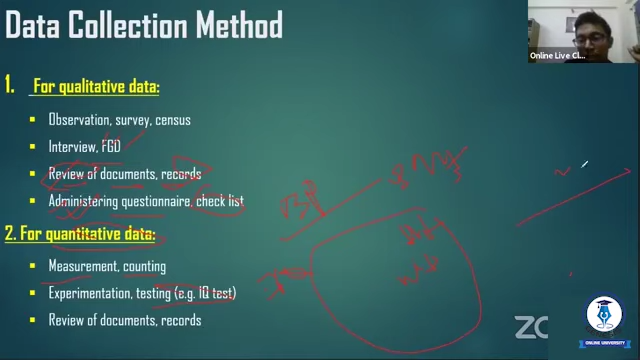 Data Collection Method
Online Live Cl...
1. For qualitative data:
▪ Observation, survey, census
▪ Interview, FGD
▪ Review of documents, records
▪ Administering questionnaire, check list
2. For quantitative data:
▪ Measurement, counting
▪ Experimentation, testing (e.g. IQ test)
▪ Review of documents, records
ZO
ONLINE UNIVERSITY